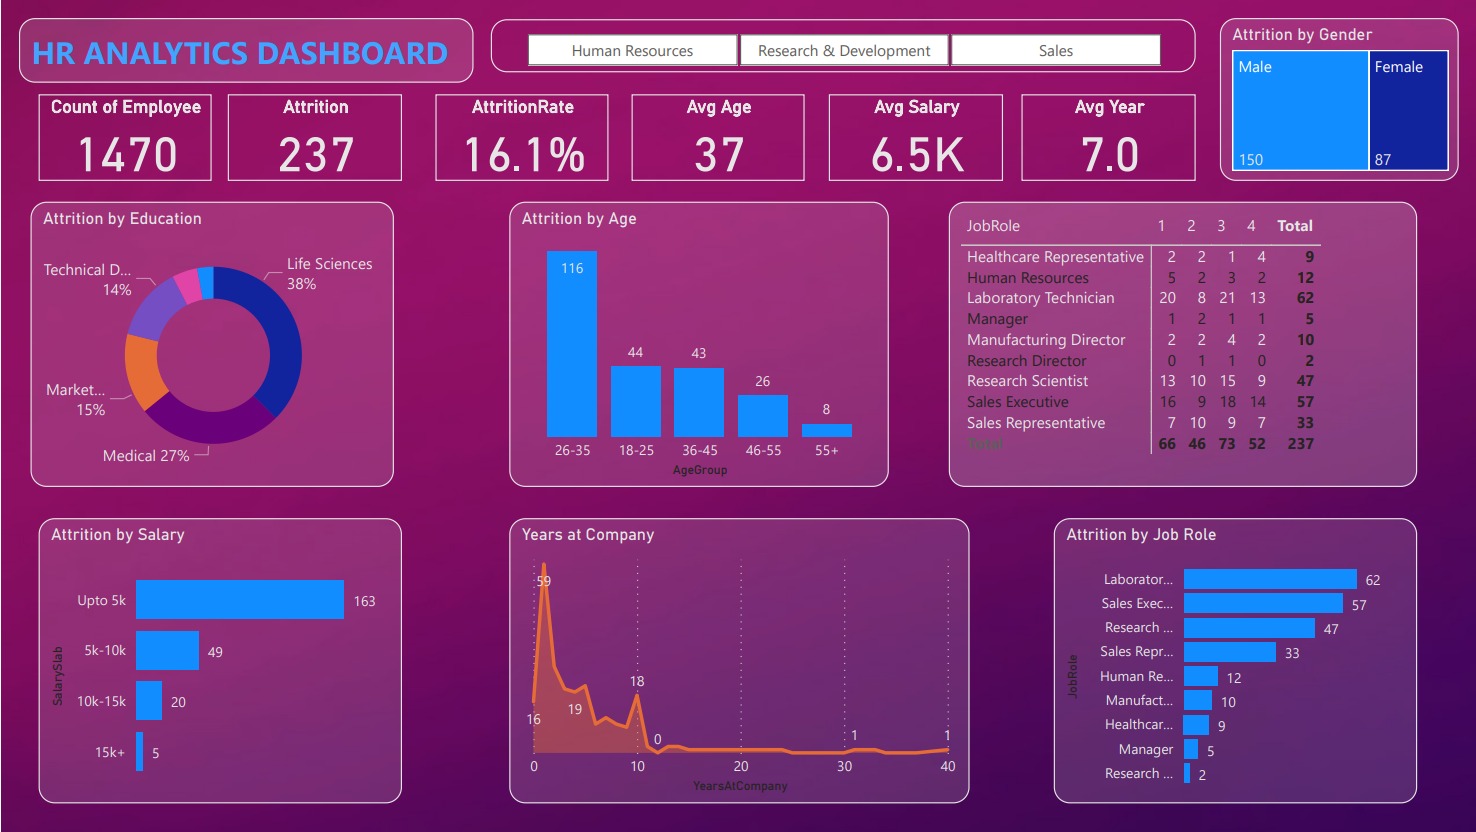 HR ANALYTICS DASHBOARD
Human Resources
Research & Development
Sales
Attrition by Gender
Male
Female
150
87
Count of Employee
1470
Attrition
237
AttritionRate
16.1%
Avg Age
37
Avg Salary
6.5K
Avg Year
7.0
Attrition by Education
Life Sciences
38%
Technical D...
14%
Market...
15%
Medical 27%
Attrition by Age
116
44
43
26
8
26-35 18-25 36-45 46-55 55+
AgeGroup
JobRole 1 2 3 4 Total
Healthcare Representative 2 2 1 4 9
Human Resources 5 2 3 2 12
Laboratory Technician 20 8 21 13 62
Manager 1 2 1 1 5
Manufacturing Director 2 2 4 2 10
Research Director 0 1 1 0 2
Research Scientist 13 10 15 9 47
Sales Executive 16 9 18 14 57
Sales Representative 7 10 9 7 33
Total 66 46 73 52 237
Attrition by Salary
SalarySlab
Upto 5k 163
5k-10k 49
10k-15k 20
15k+ 5
Years at Company
59
16
19
18
0
1
1
0 10 20 30 40
YearsAtCompany
Attrition by Job Role
JobRole
Laborator... 62
Sales Exec... 57
Research ... 47
Sales Repr... 33
Human Re... 12
Manufact... 10
Healthcar... 9
Manager 5
Research ... 2